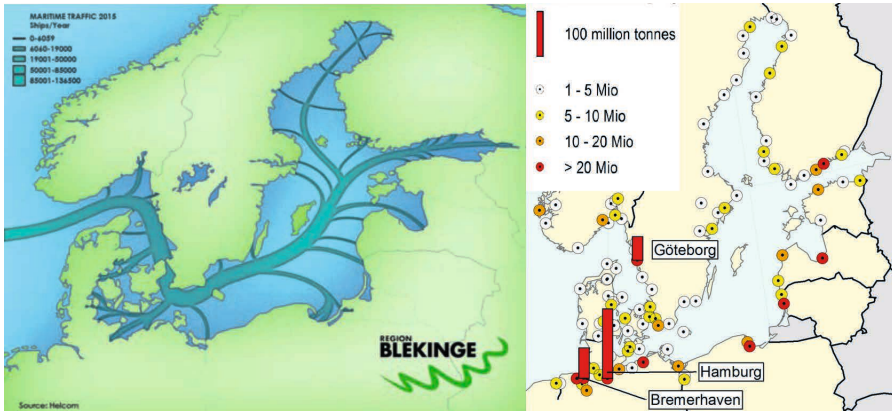 MARITIME TRAFFIC 2015
Ships/Year
0-6059
6060-19000
19001-50000
50001-85000
85001-136500
REGION
BLEKINGE
Source: Helcom
100 million tonnes
1 - 5 Mio
5 - 10 Mio
10 - 20 Mio
> 20 Mio
Göteborg
Hamburg
Bremerhaven